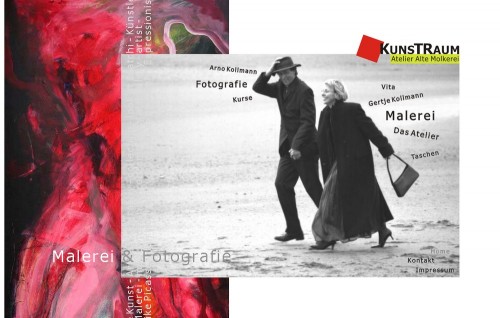 KUNSTRAUM
Atelier Alte Molkerei
Arno Kollmann
Fotografie
Kurse
Vita
Gertje Kollmann
Malerei
Das Atelier
Taschen
Malerei & Fotografie
Home
Kontakt
Impressum